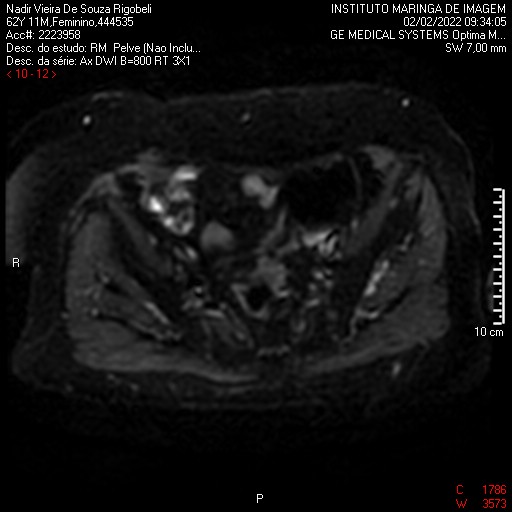 Nadir Vieira De Souza Rigobeli
62Y 11M,Feminino,444535
Acc#: 2223958
Desc. do estudo: RM  Pelve (Nao Inclu...
Desc. da série: Ax DWI B=800 RT 3X1
< 10 - 12 >
INSTITUTO MARINGA DE IMAGEM
02/02/2022 09:34:05
GE MEDICAL SYSTEMS Optima M...
SW 7,00 mm
R
10 cm
P
C 1786
W 3573